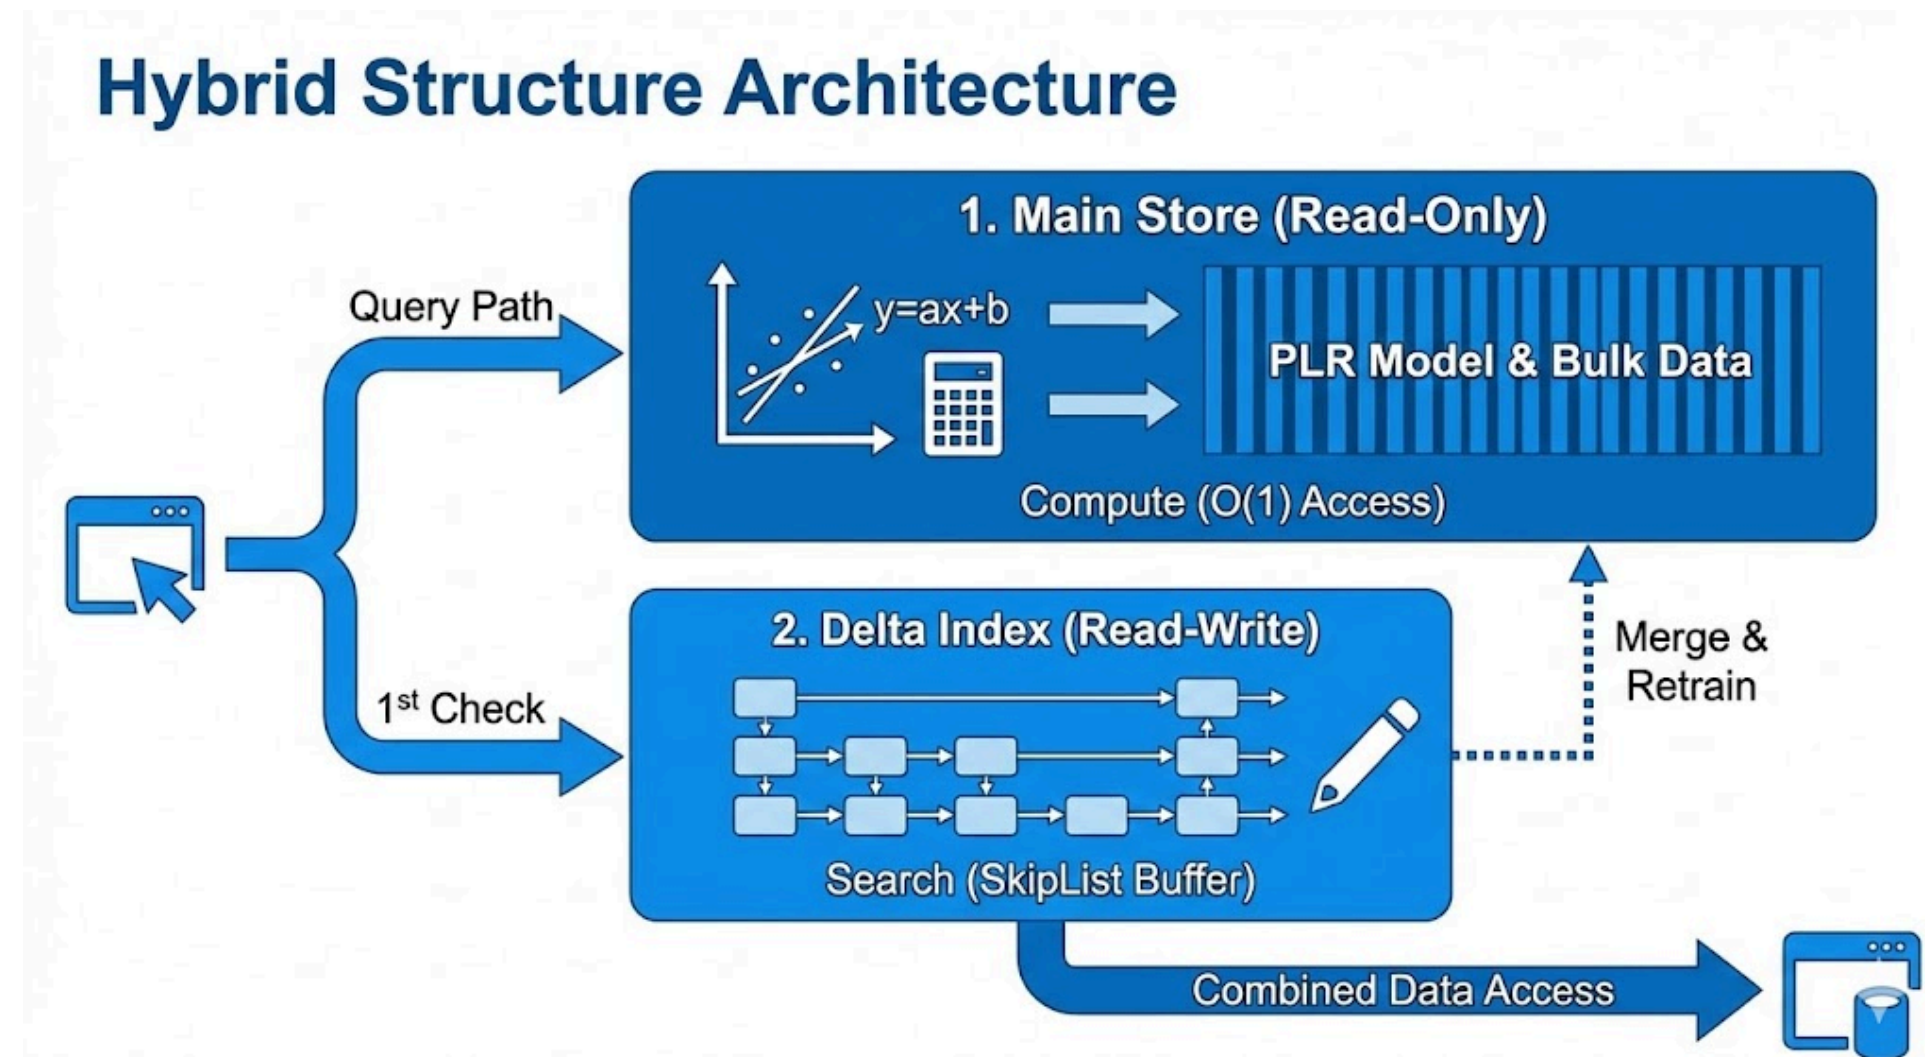 Hybrid Structure Architecture
1. Main Store (Read-Only)
Query Path
y=ax+b
PLR Model & Bulk Data
Compute (O(1) Access)
2. Delta Index (Read-Write)
1st Check
Search (SkipList Buffer)
Merge &
Retrain
Combined Data Access